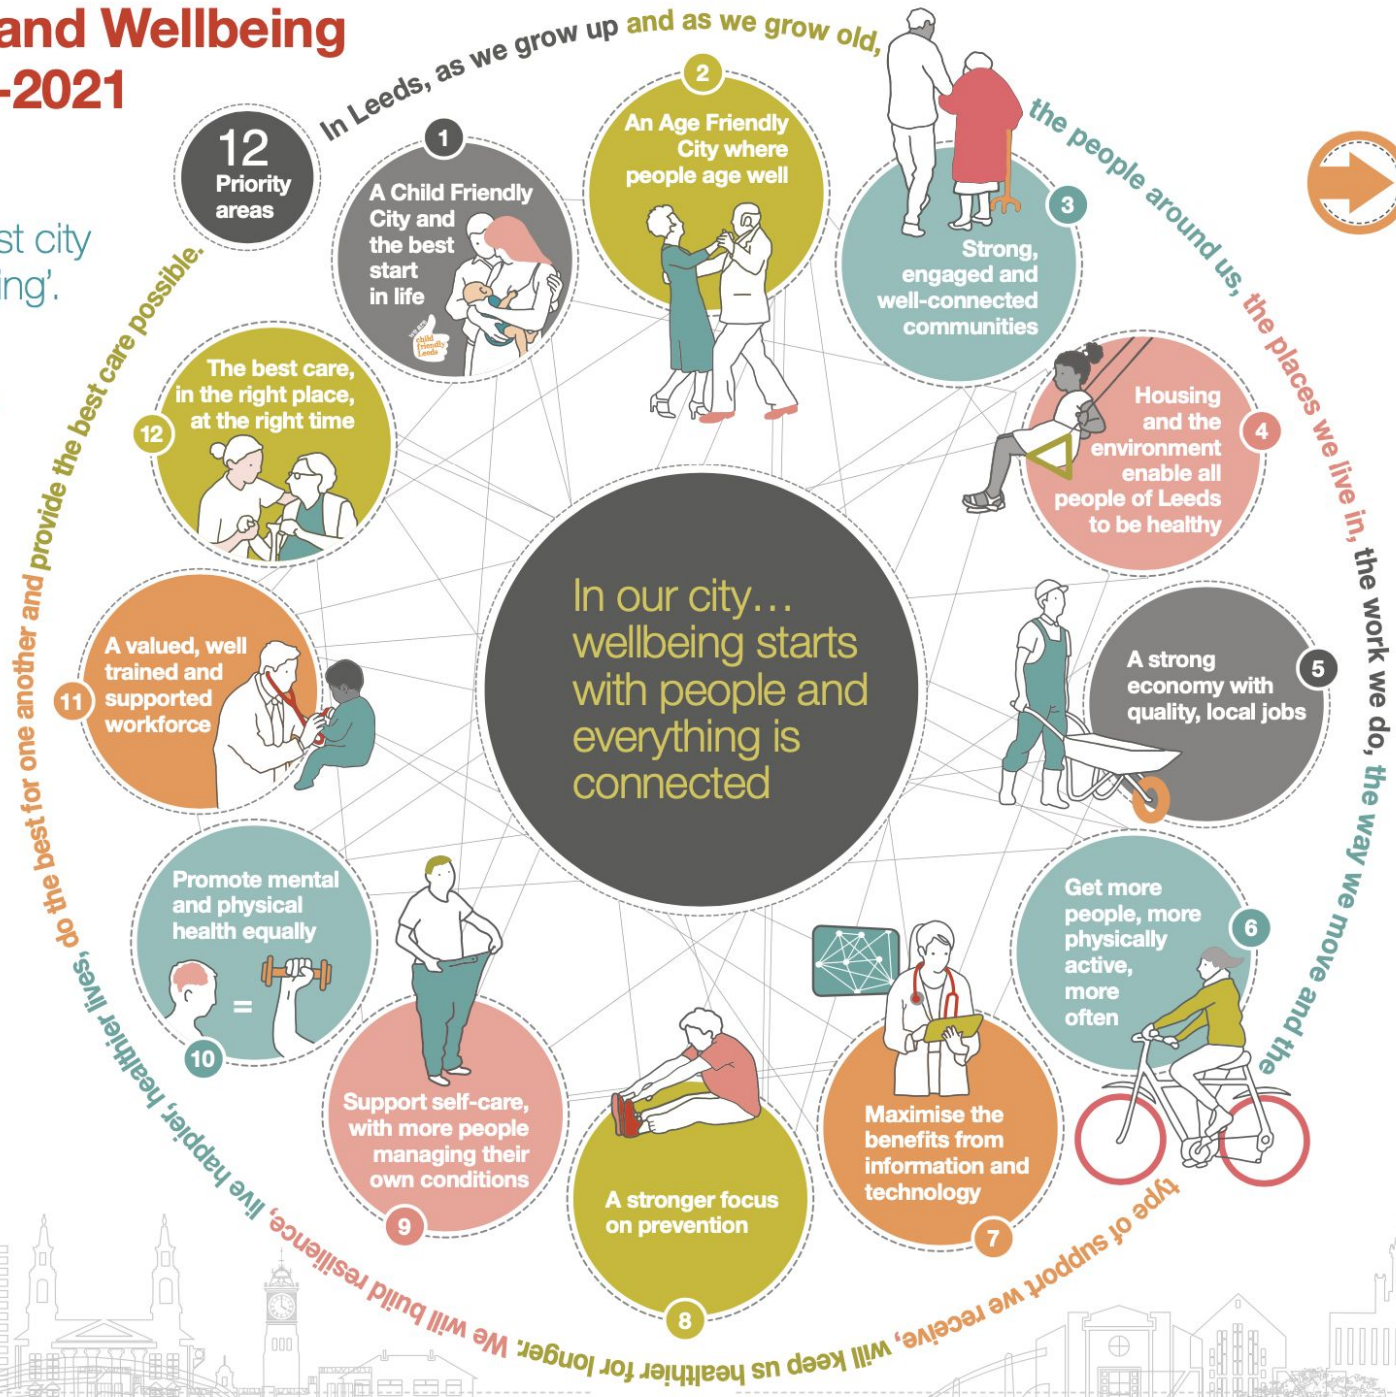 and Wellbeing
-2021
st city
ing'.
12
Priority
areas
In Leeds, as we grow up and as we grow old, the people around us, the places we live in, the work we do, the way we move and the type of support we receive, will keep us healthier for longer. We will build resilience, live happier, healthier lives, do the best for one another and provide the best care possible.
1
A Child Friendly
City and
the best
start
in life
we are
child
friendly
Leeds
2
An Age Friendly
City where
people age well
3
Strong,
engaged and
well-connected
communities
4
Housing
and the
environment
enable all
people of Leeds
to be healthy
5
A strong
economy with
quality, local jobs
6
Get more
people, more
physically
active,
more
often
7
Maximise the
benefits from
information and
technology
8
A stronger focus
on prevention
9
Support self-care,
with more people
managing their
own conditions
10
Promote mental
and physical
health equally
=
11
A valued, well
trained and
supported
workforce
12
The best care,
in the right place,
at the right time
In our city...
wellbeing starts
with people and
everything is
connected